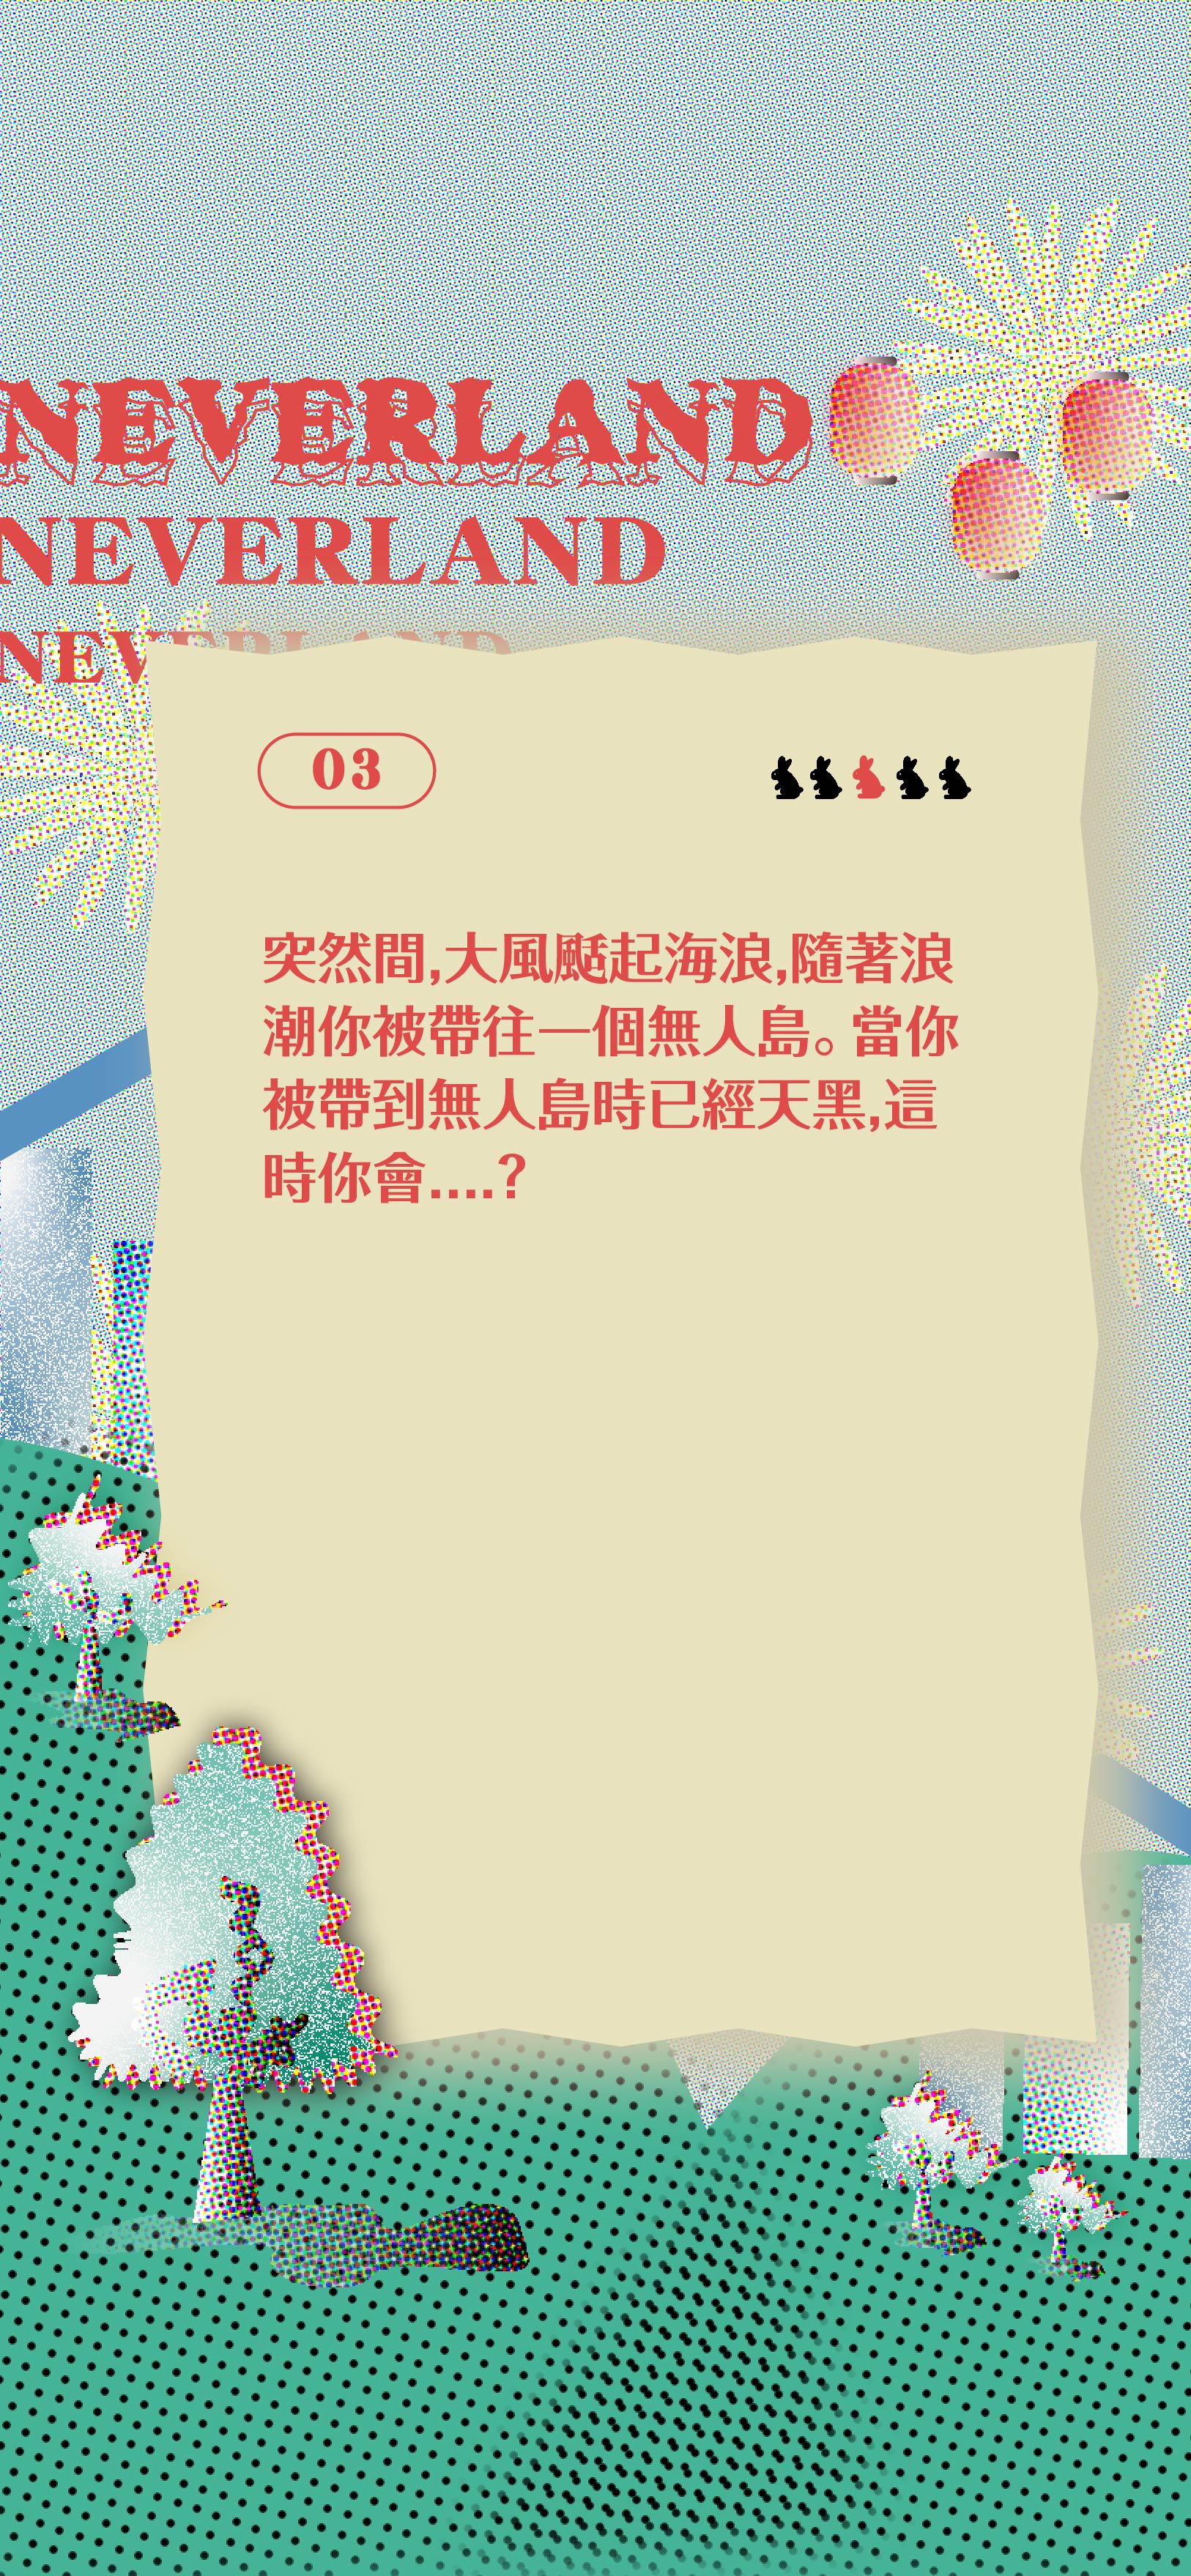 NEVERLAND
NEVERLAND
NEVERLAND
03
突然間,大風颳起海浪,隨著浪
潮你被帶往一個無人島。當你
被帶到無人島時已經天黑,這
時你會....?